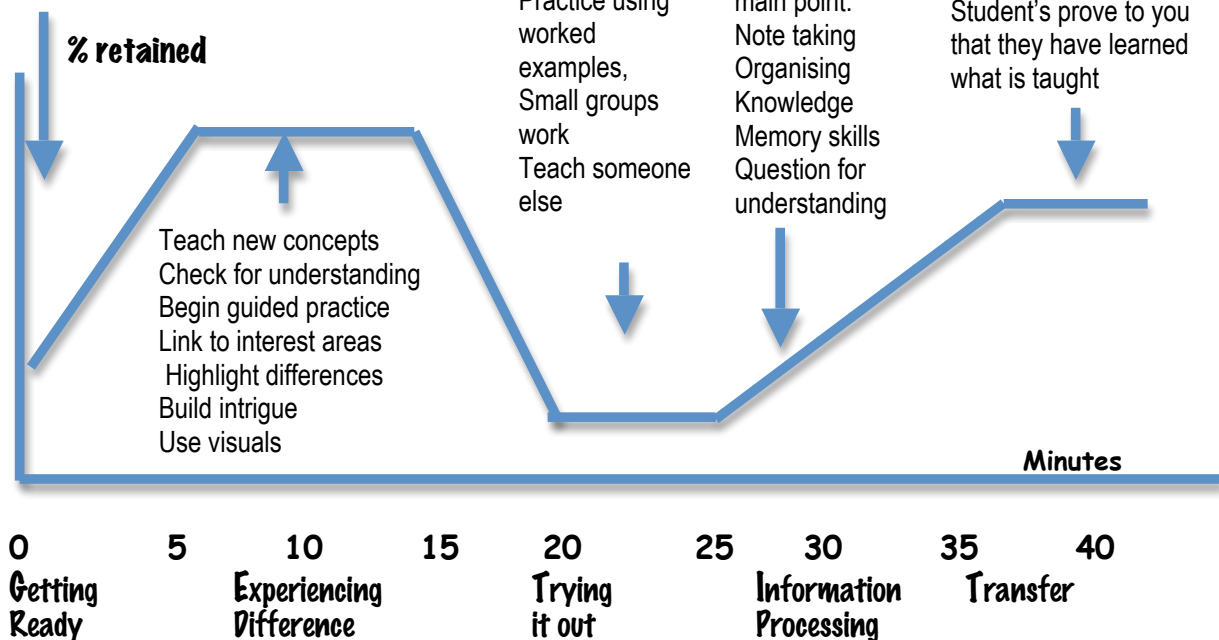 % retained
Teach new concepts
Check for understanding
Begin guided practice
Link to interest areas
Highlight differences
Build intrigue
Use visuals
Practice using
worked
examples,
Small groups
work
Teach someone
else
main point.
Note taking
Organising
Knowledge
Memory skills
Question for
understanding
Student's prove to you
that they have learned
what is taught
Minutes
0 5 10 15 20 25 30 35 40
Getting
Ready
Experiencing
Difference
Trying
it out
Information
Processing
Transfer